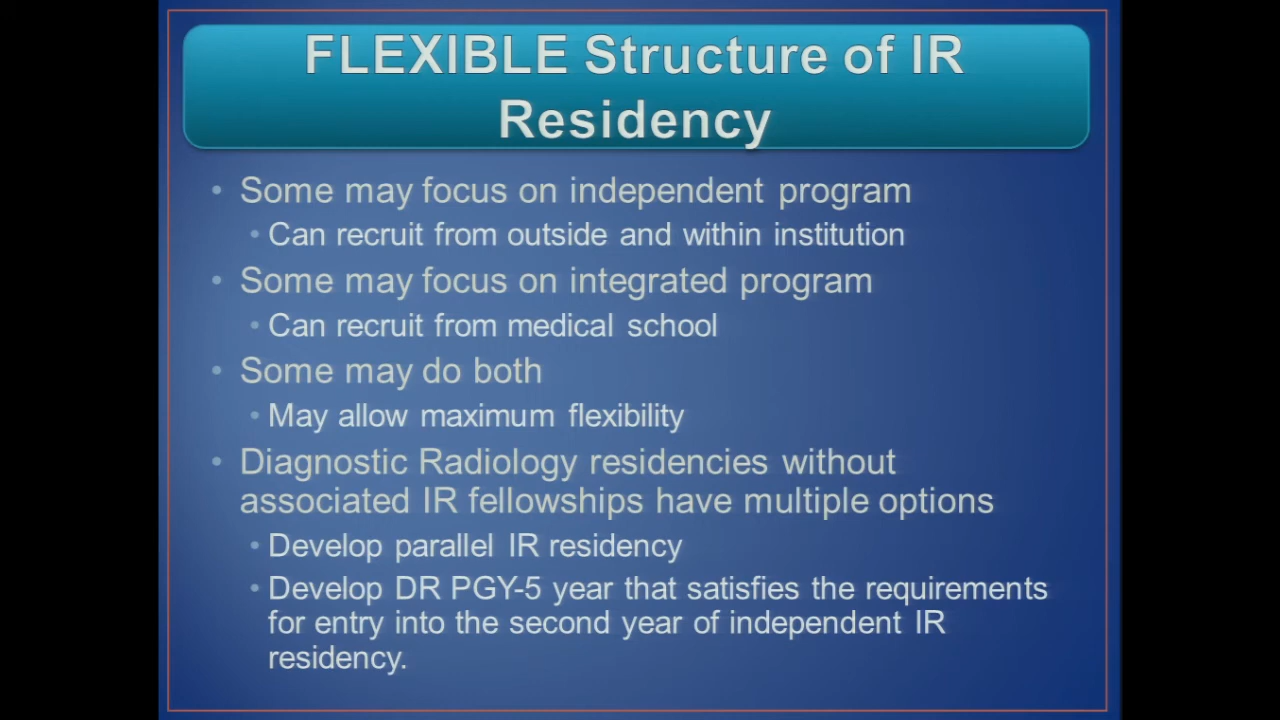 FLEXIBLE Structure of IR
Residency
• Some may focus on independent program
• Can recruit from outside and within institution
• Some may focus on integrated program
• Can recruit from medical school
• Some may do both
• May allow maximum flexibility
• Diagnostic Radiology residencies without
associated IR fellowships have multiple options
• Develop parallel IR residency
• Develop DR PGY-5 year that satisfies the requirements
for entry into the second year of independent IR
residency.